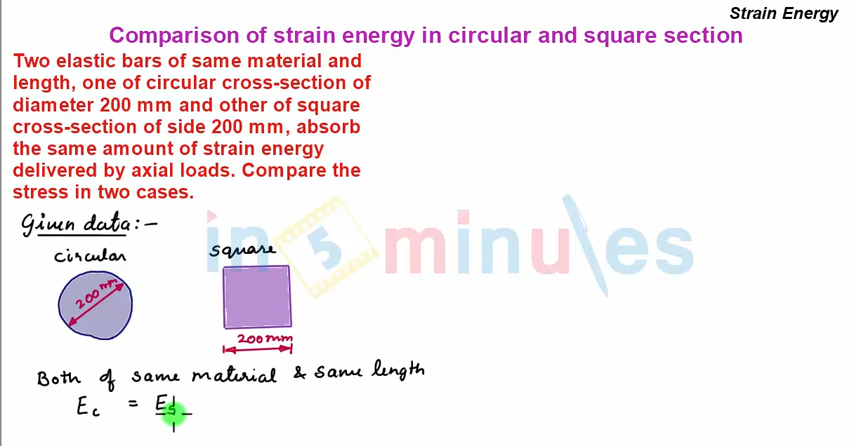 Strain Energy
Comparison of strain energy in circular and square section
Two elastic bars of same material and
length, one of circular cross-section of
diameter 200 mm and other of square
cross-section of side 200 mm, absorb
the same amount of strain energy
delivered by axial loads. Compare the
stress in two cases.
Given data:-
in 5 minutes
circular
square
200 mm
200 mm
Both of same material & same length
Ec = Es